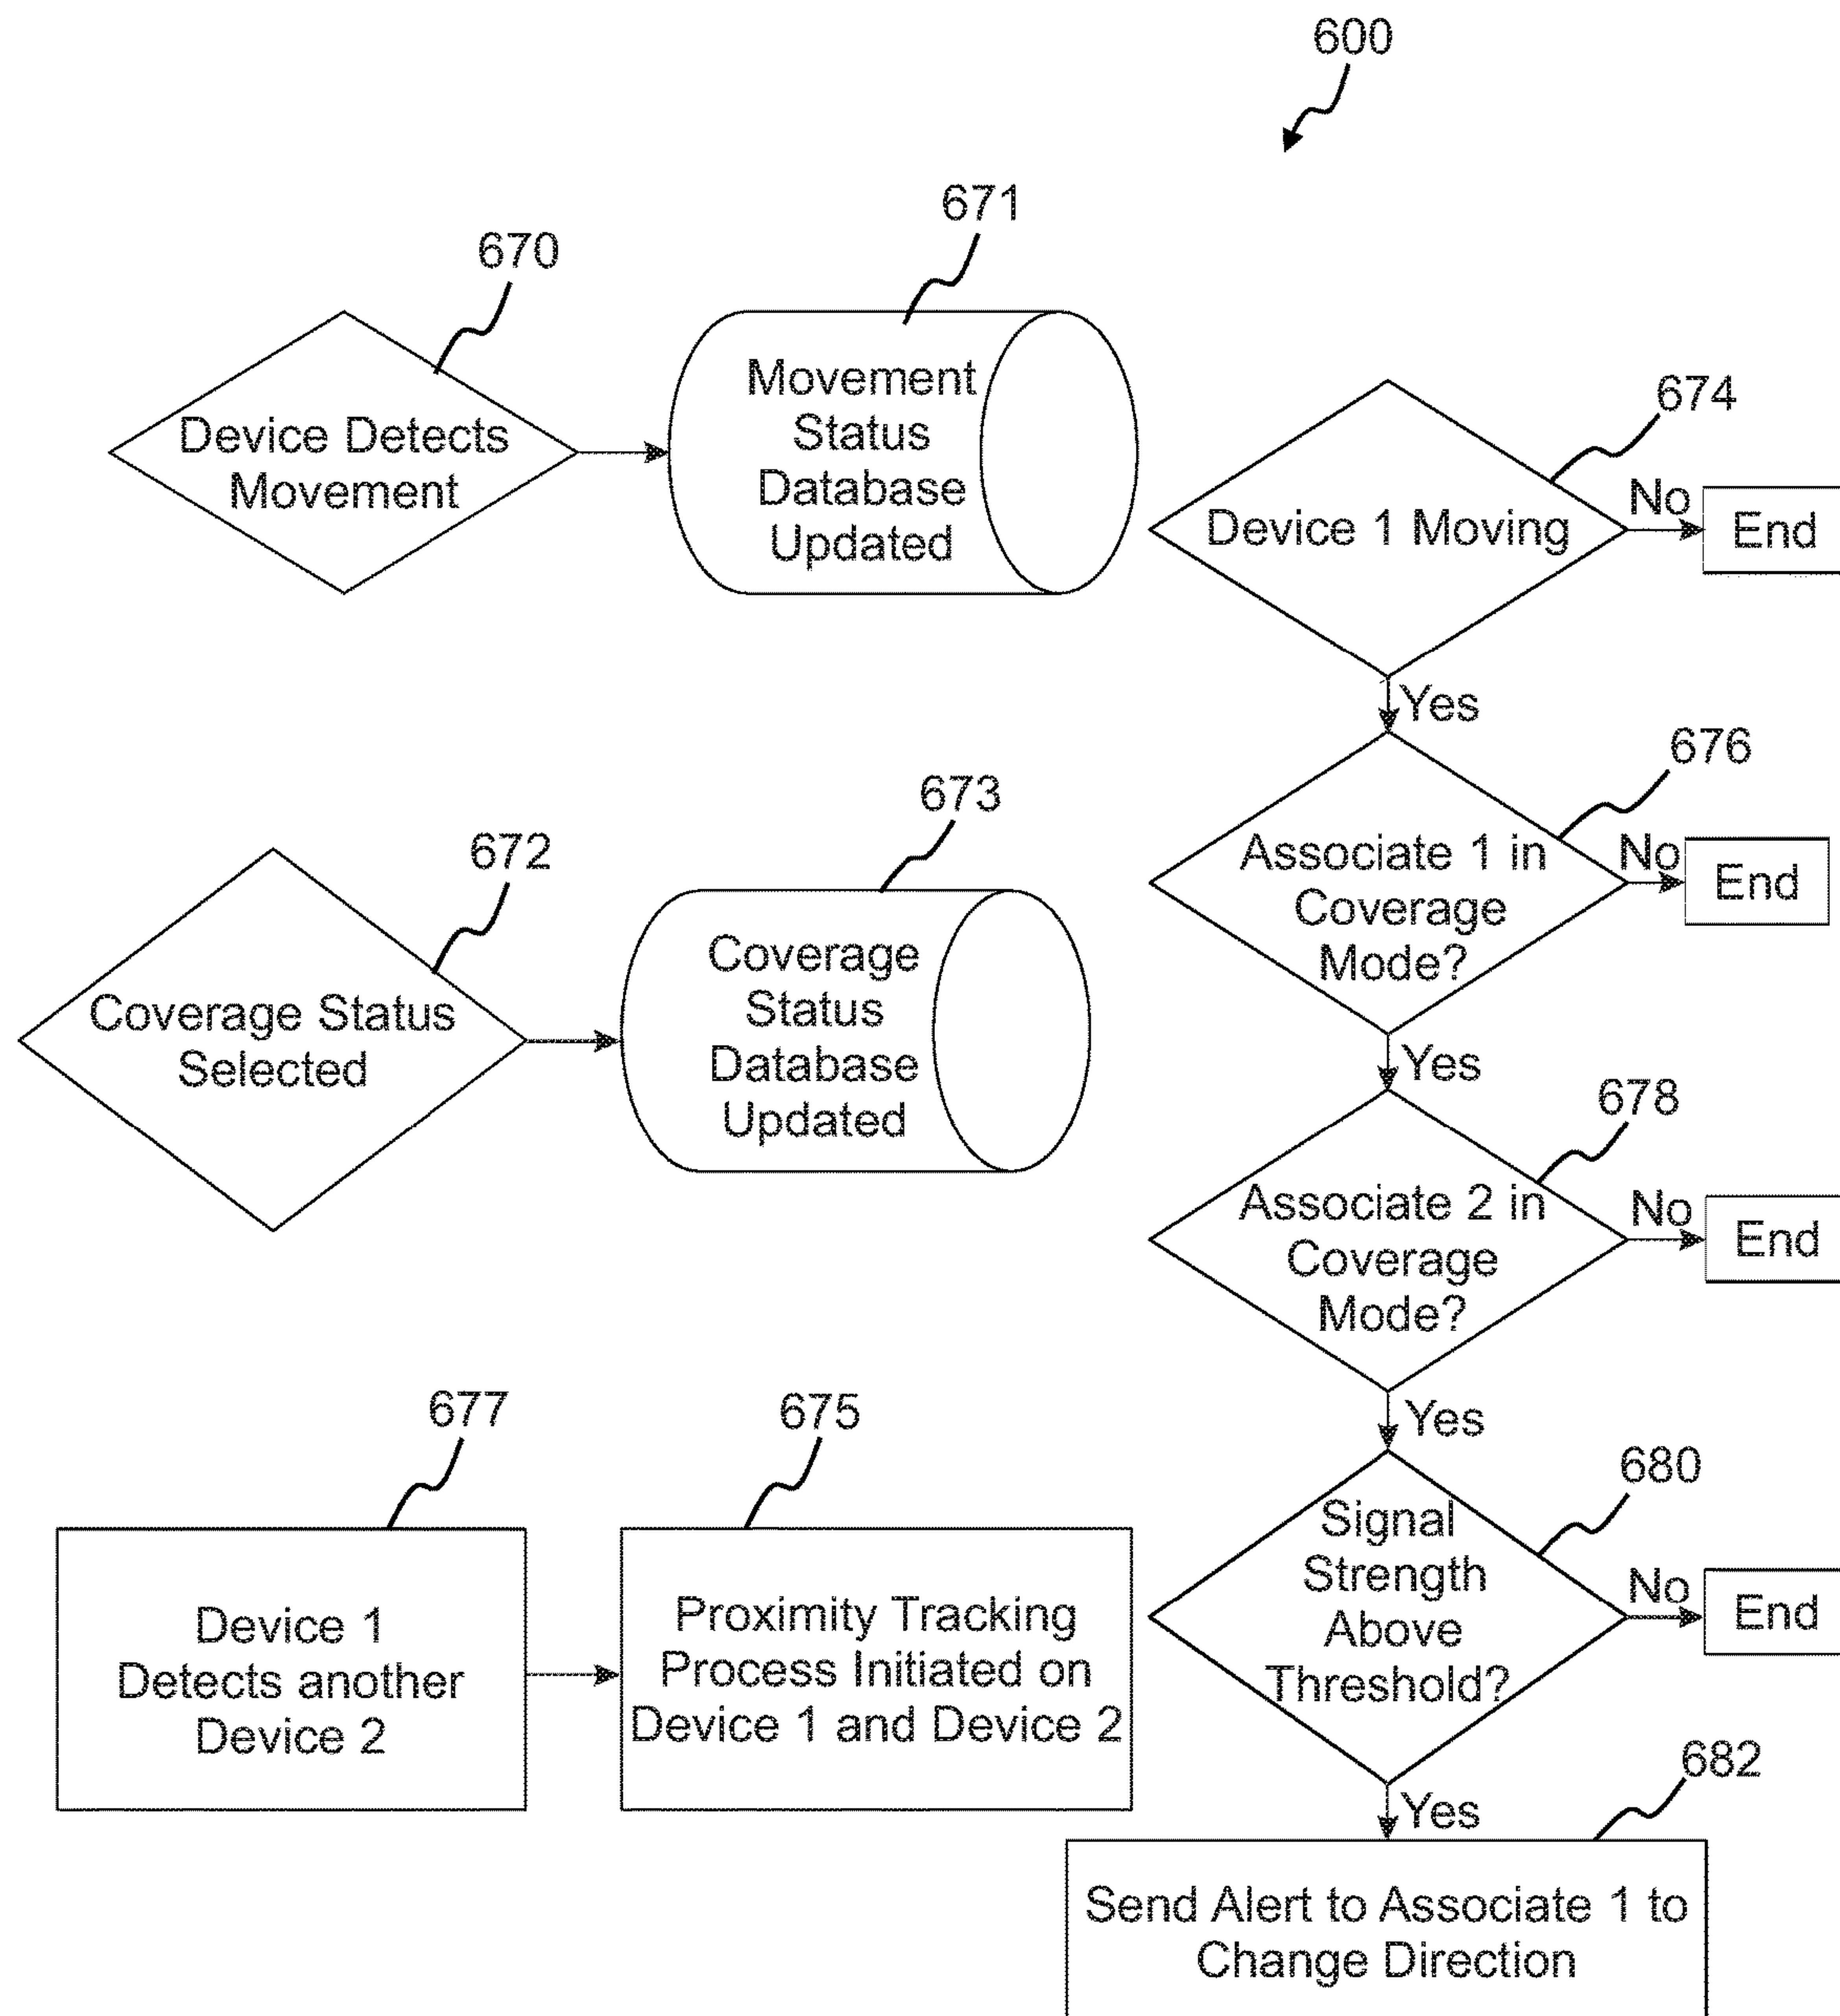 600
671
670
Movement
Status
Database
Updated
Device Detects
Movement
674
Device 1 Moving
No
End
Yes
676
Associate 1 in
Coverage
Mode?
No
End
673
672
Coverage
Status
Database
Updated
Coverage Status
Selected
Yes
678
Associate 2 in
Coverage
Mode?
No
End
Yes
677
675
680
Signal
Strength
Above
Threshold?
No
End
Device 1
Detects another
Device 2
Proximity Tracking
Process Initiated on
Device 1 and Device 2
682
Yes
Send Alert to Associate 1 to
Change Direction